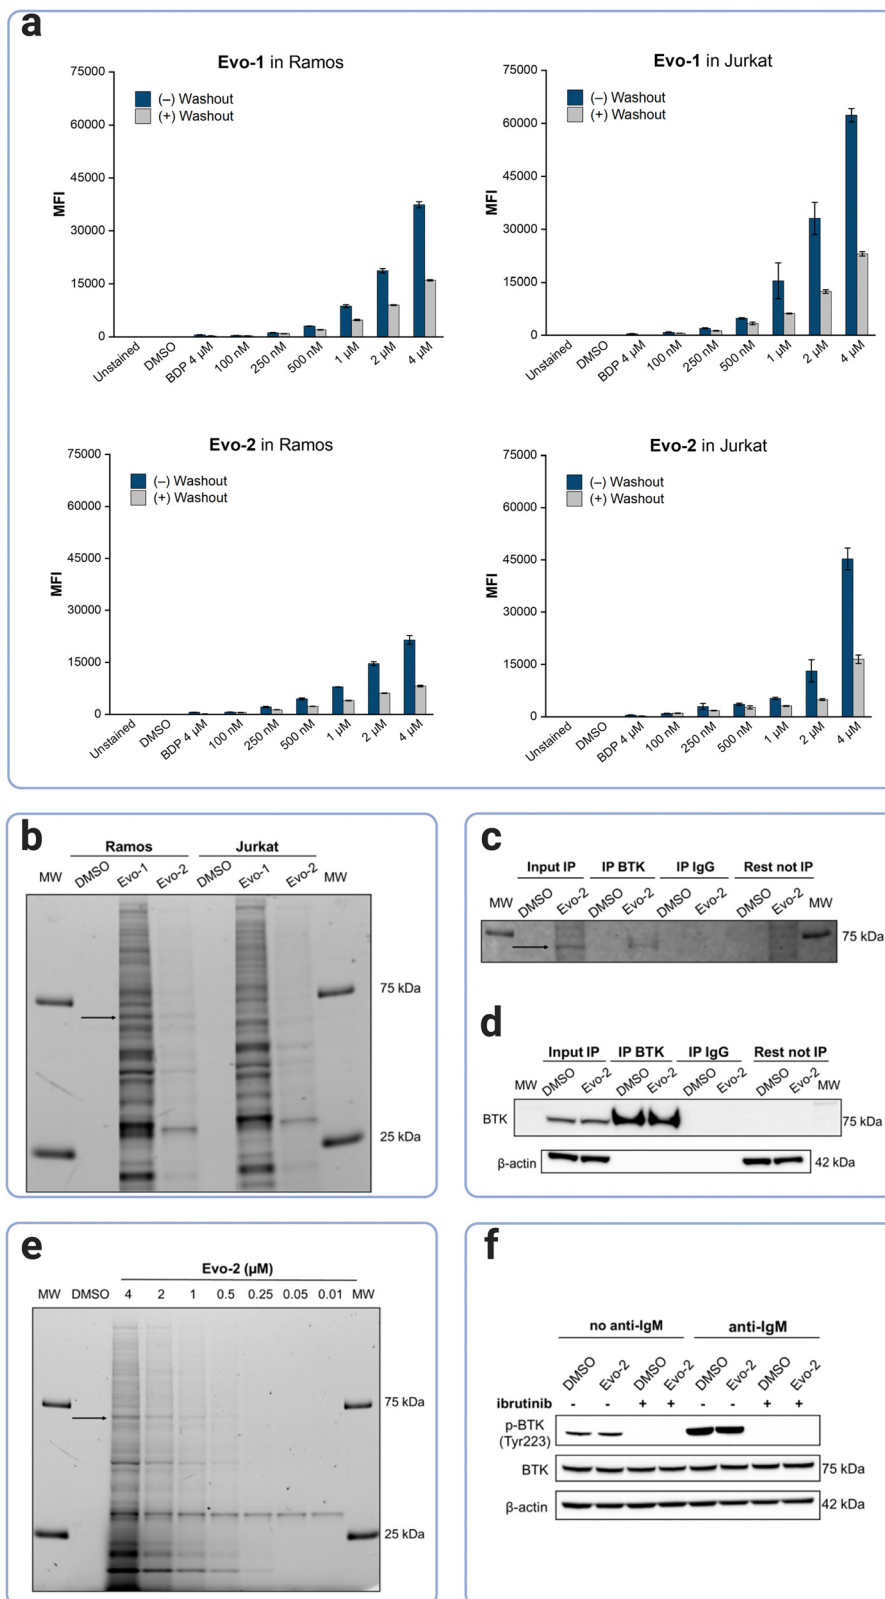 a
Evo-1 in Ramos
75000
60000
45000
30000
15000
0
MFI
(–) Washout
(+) Washout
Unstained
DMSO
BDP 4 µM
100 nM
250 nM
500 nM
1 µM
2 µM
4 µM
Evo-1 in Jurkat
75000
60000
45000
30000
15000
0
MFI
(–) Washout
(+) Washout
Unstained
DMSO
BDP 4 µM
100 nM
250 nM
500 nM
1 µM
2 µM
4 µM
Evo-2 in Ramos
75000
60000
45000
30000
15000
0
MFI
(–) Washout
(+) Washout
Unstained
DMSO
BDP 4 µM
100 nM
250 nM
500 nM
1 µM
2 µM
4 µM
Evo-2 in Jurkat
75000
60000
45000
30000
15000
0
MFI
(–) Washout
(+) Washout
Unstained
DMSO
BDP 4 µM
100 nM
250 nM
500 nM
1 µM
2 µM
4 µM
b
Ramos Jurkat
MW DMSO Evo-1 Evo-2 DMSO Evo-1 Evo-2 MW
75 kDa
25 kDa
c
Input IP IP BTK IP IgG Rest not IP
MW DMSO Evo-2 DMSO Evo-2 DMSO Evo-2 DMSO Evo-2 MW
75 kDa
d
Input IP IP BTK IP IgG Rest not IP
MW DMSO Evo-2 DMSO Evo-2 DMSO Evo-2 DMSO Evo-2 MW
BTK 75 kDa
β-actin 42 kDa
e
Evo-2 (µM)
MW DMSO 4 2 1 0.5 0.25 0.05 0.01 MW
75 kDa
25 kDa
f
no anti-IgM anti-IgM
DMSO Evo-2 DMSO Evo-2 DMSO Evo-2 DMSO Evo-2
ibrutinib - - + + - - + +
p-BTK
(Tyr223)
BTK 75 kDa
β-actin 42 kDa